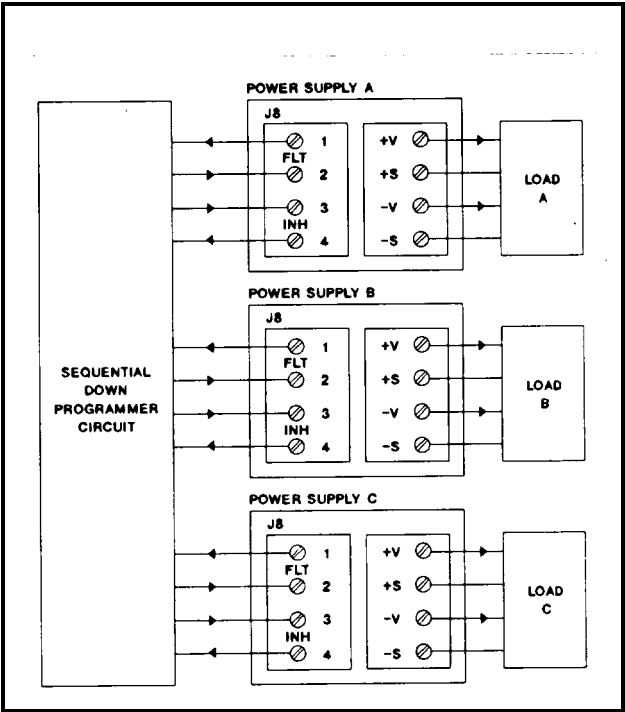 POWER SUPPLY A
J8
1
FLT
2
3
INH
4
+V
+S
-V
-S
LOAD
A
POWER SUPPLY B
J8
1
FLT
2
3
INH
4
+V
+S
-V
-S
LOAD
B
SEQUENTIAL
DOWN
PROGRAMMER
CIRCUIT
POWER SUPPLY C
J8
1
FLT
2
3
INH
4
+V
+S
-V
-S
LOAD
C